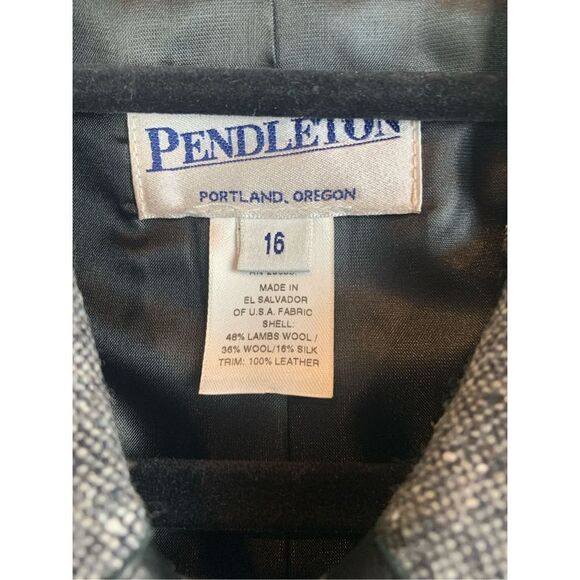 PENDLETON
PORTLAND, OREGON
16
MADE IN
EL SALVADOR
OF U.S.A. FABRIC
SHELL:
48% LAMBS WOOL /
36% WOOL/16% SILK
TRIM: 100% LEATHER